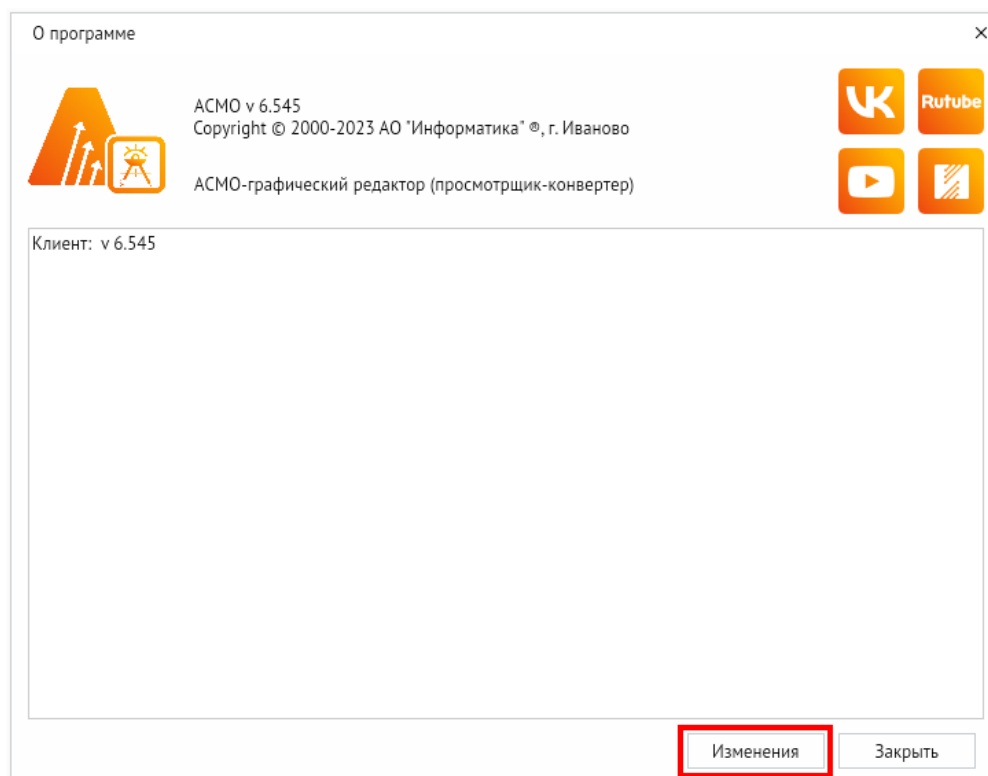 О программе
АСМО v 6.545
Copyright © 2000-2023 АО "Информатика" ®, г. Иваново
АСМО-графический редактор (просмотрщик-конвертер)
Rutube
Клиент: v 6.545
Изменения
Закрыть